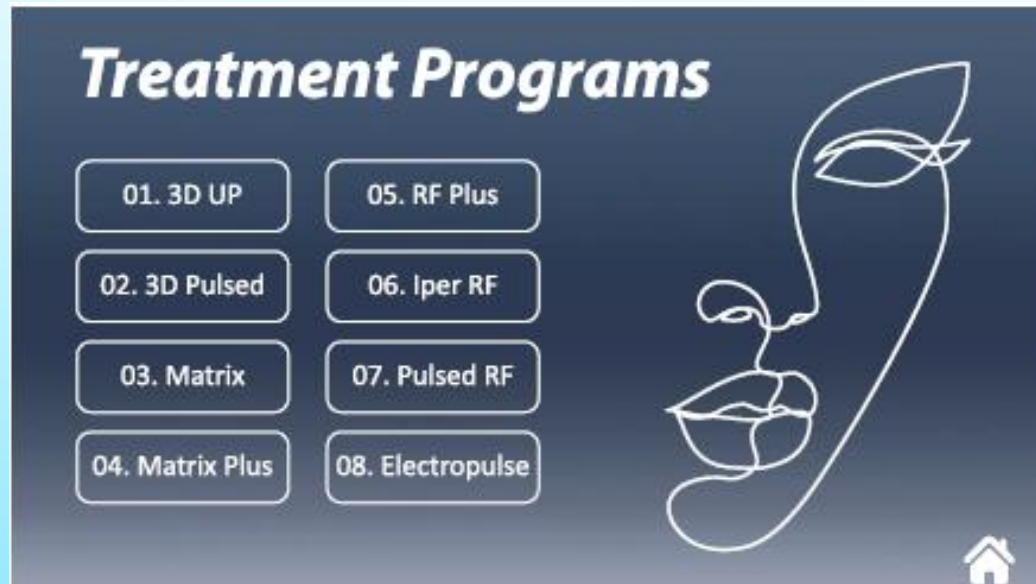 Treatment Programs
01. 3D UP
02. 3D Pulsed
03. Matrix
04. Matrix Plus
05. RF Plus
06. Iper RF
07. Pulsed RF
08. Electropulse